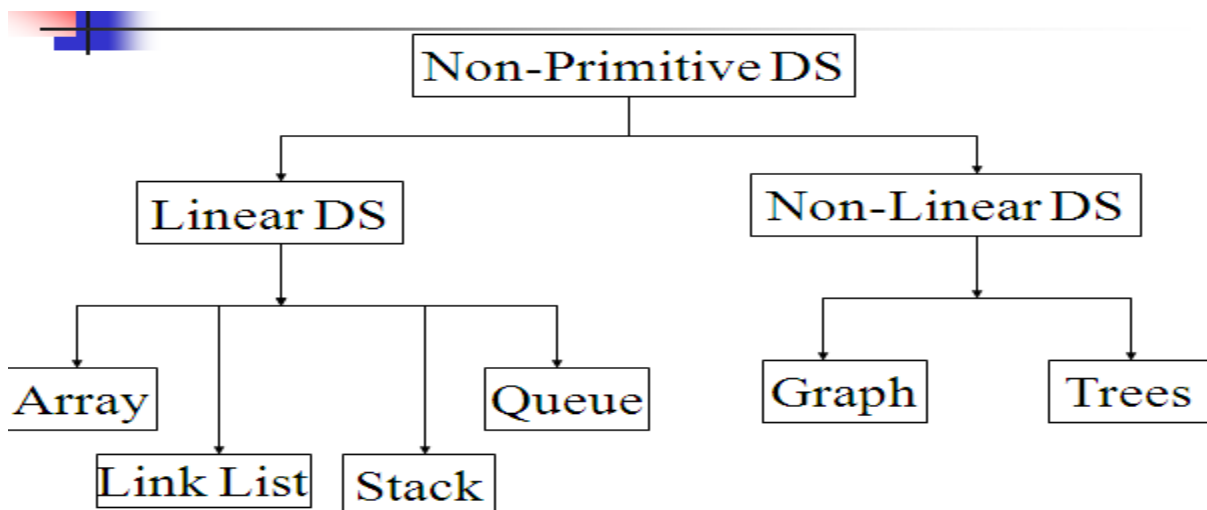 Non-Primitive DS
Linear DS
Non-Linear DS
Array
Link List
Stack
Queue
Graph
Trees